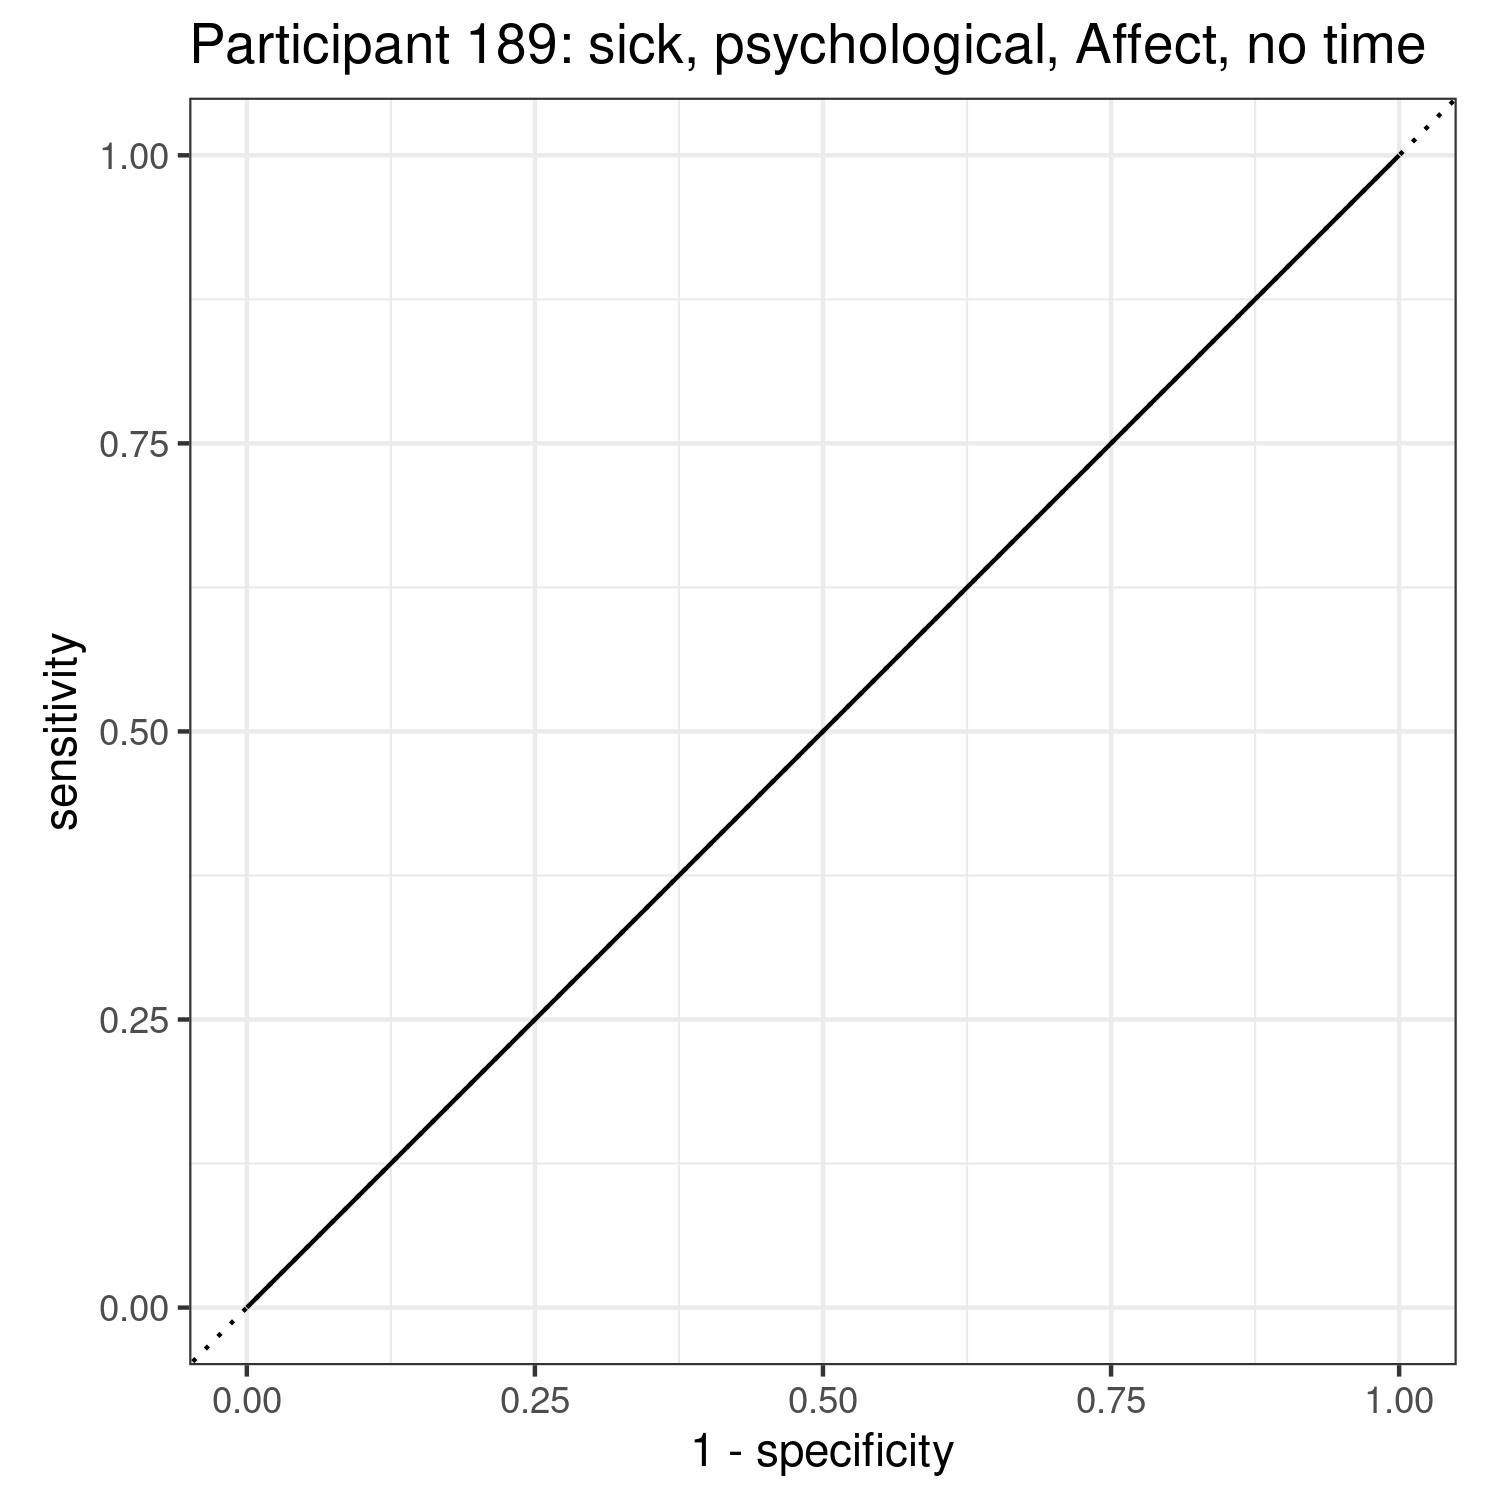 Participant 189: sick, psychological, Affect, no time
1.00
0.75
0.50
0.25
0.00
sensitivity
0.00 0.25 0.50 0.75 1.00
1 - specificity